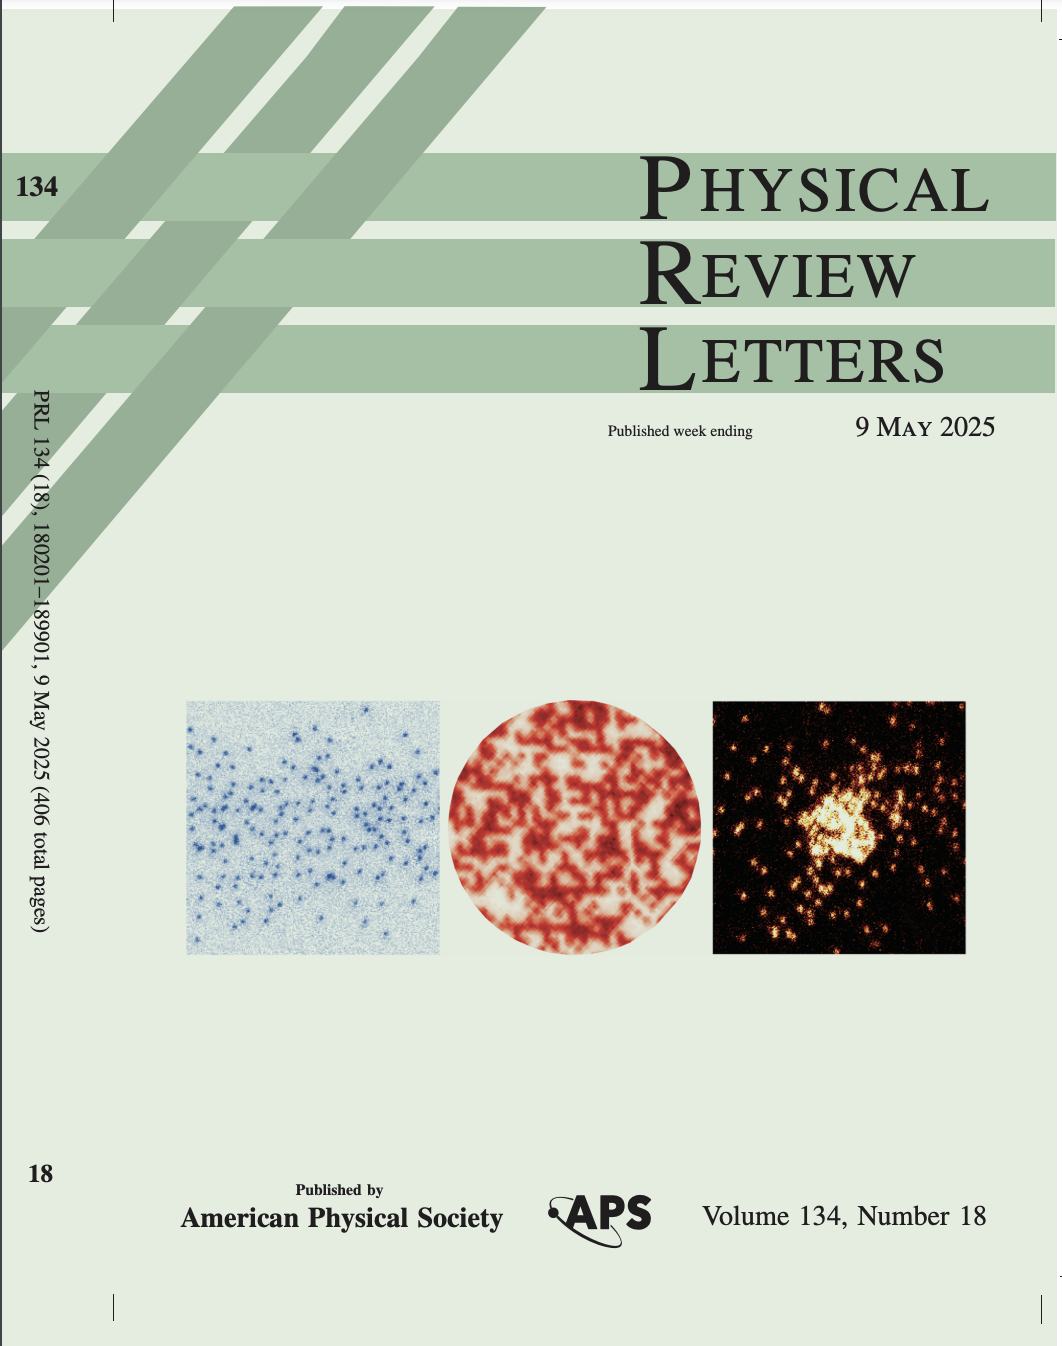 134
PHYSICAL
REVIEW
LETTERS
Published week ending 9 MAY 2025
PRL 134 (18), 180201–189901, 9 May 2025 (406 total pages)
18
Published by
American Physical Society
APS
Volume 134, Number 18